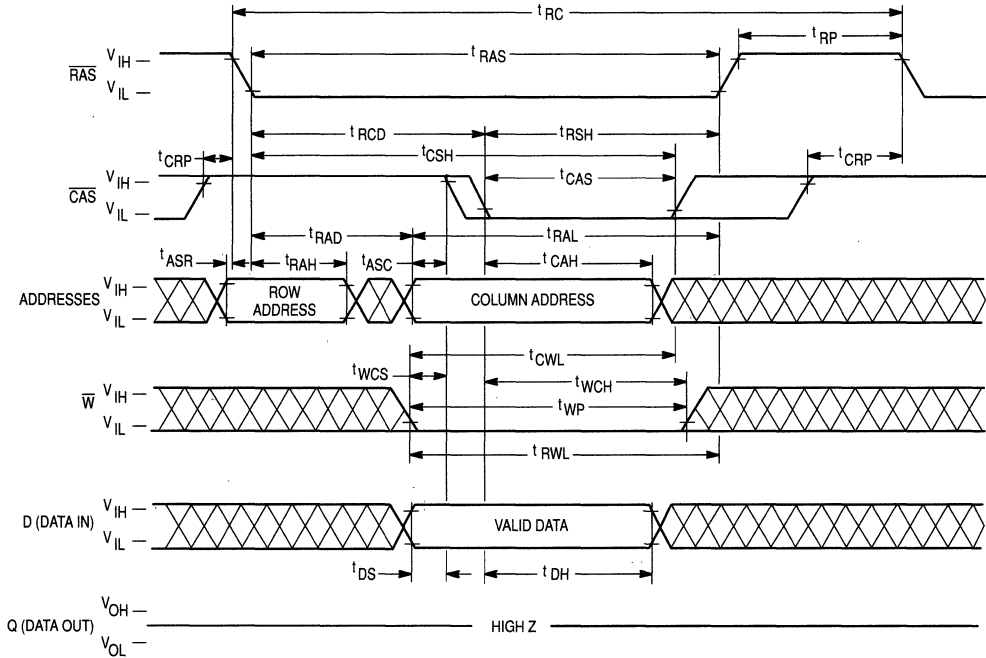 t RC
t RP
t RAS
RAS
V IH
V IL
t RCD
t RSH
t CRP
t CSH
t CRP
t CAS
CAS
V IH
V IL
t RAD
t RAL
t ASR
t RAH
t ASC
t CAH
ADDRESSES
V IH
V IL
ROW
ADDRESS
COLUMN ADDRESS
t CWL
t WCS
t WCH
t WP
W
V IH
V IL
t RWL
D (DATA IN)
V IH
V IL
VALID DATA
t DS
t DH
Q (DATA OUT)
V OH
V OL
HIGH Z